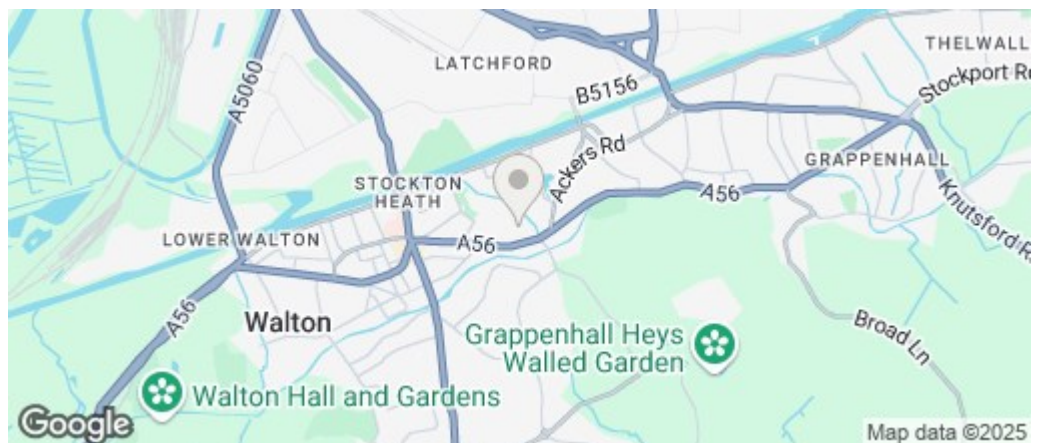 THELWALL
LATCHFORD
Stockport Rd
A5060
B5156
Ackers Rd
GRAPPENHALL
STOCKTON
HEATH
A56
Knutsford Rd
LOWER WALTON
A56
A56
Walton
Grappenhall Heys
Walled Garden
Broad Ln
Walton Hall and Gardens
Google
Map data ©2025